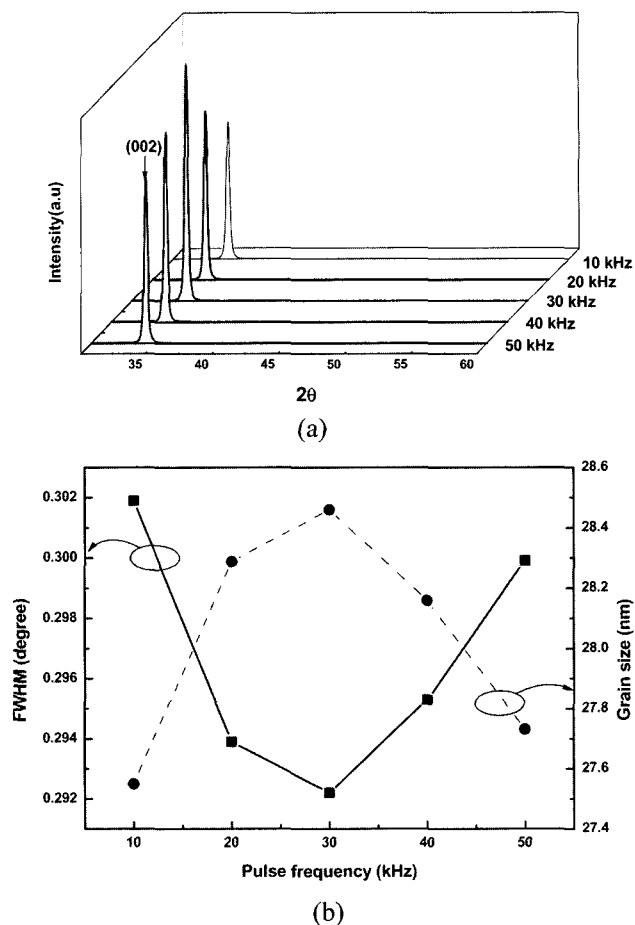 (002)
Intensity(a.u)
10 kHz
20 kHz
30 kHz
40 kHz
50 kHz
35 40 45 50 55 60
2θ
(a)
0.302
0.300
0.298
0.296
0.294
0.292
FWHM (degree)
28.6
28.4
28.2
28.0
27.8
27.6
27.4
Grain size (nm)
10 20 30 40 50
Pulse frequency (kHz)
(b)